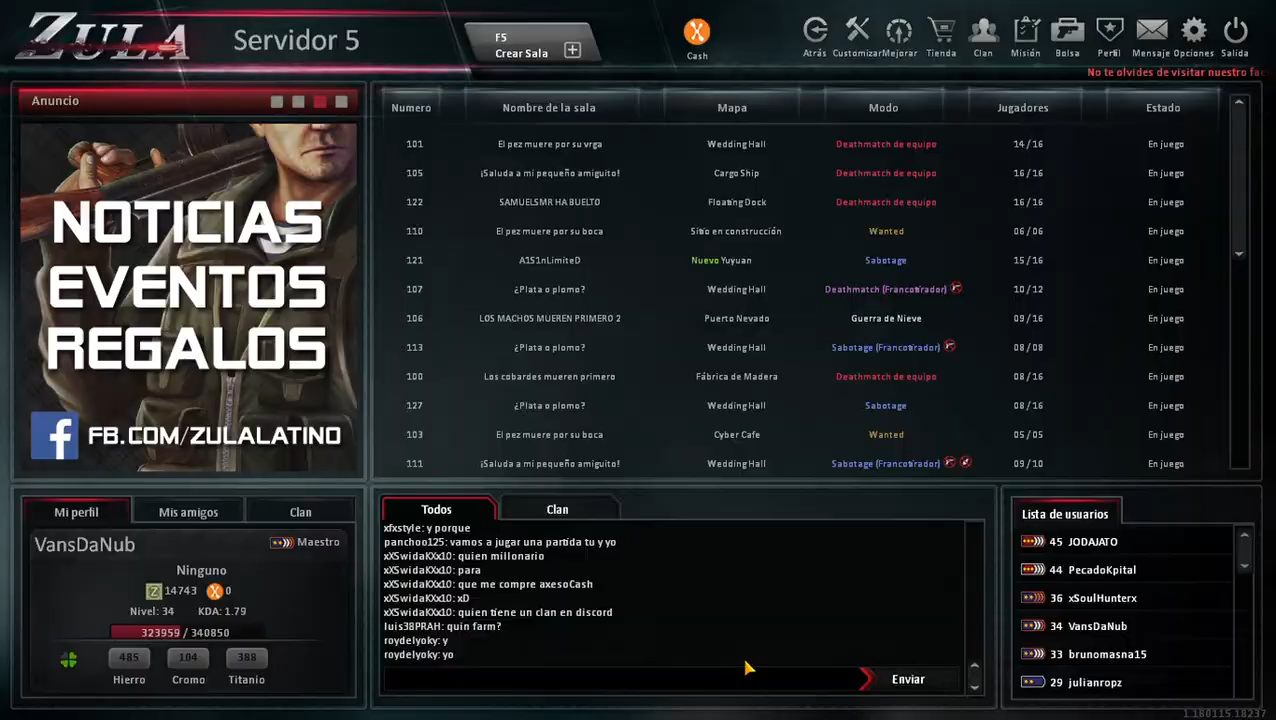 ZULA
Servidor 5
F5
Crear Sala
Cash
Atrás Customizar Mejorar Tienda Clan Misión Bolsa Perfil Mensaje Opciones Salida
No te olvides de visitar nuestro fac
Anuncio
NOTICIAS
EVENTOS
REGALOS
f FB.COM/ZULALATINO
Numero Nombre de la sala Mapa Modo Jugadores Estado
101 El pez muere por su vrga Wedding Hall Deathmatch de equipo 14/16 En juego
105 ¡Saluda a mi pequeño amiguito! Cargo Ship Deathmatch de equipo 16/16 En juego
122 SAMUELSMR HA BUELTO Floating Dock Deathmatch de equipo 16/16 En juego
110 El pez muere por su boca Sitio en construcción Wanted 06/06 En juego
121 A1S1nLimiteD Nuevo Yuyuan Sabotage 15/16 En juego
107 ¿Plata o plomo? Wedding Hall Deathmatch (Francotirador) 10/12 En juego
106 LOS MACHOS MUEREN PRIMERO 2 Puerto Nevado Guerra de Nieve 09/16 En juego
113 ¿Plata o plomo? Wedding Hall Sabotage (Francotirador) 08/08 En juego
100 Los cobardes mueren primero Fábrica de Madera Deathmatch de equipo 08/16 En juego
127 ¿Plata o plomo? Wedding Hall Sabotage 08/16 En juego
103 El pez muere por su boca Cyber Cafe Wanted 05/05 En juego
111 ¡Saluda a mi pequeño amiguito! Wedding Hall Sabotage (Francotirador) 09/10 En juego
Mi perfil Mis amigos Clan
VansDaNub Maestro
Ninguno
Z 14743 X 0
Nivel: 34 KDA: 1.79
323959 / 340850
485 104 388
Hierro Cromo Titanio
Todos Clan
xfxstyle: y porque
panchoo125: vamos a jugar una partida tu y yo
xXSwidaKXx10: quien millonario
xXSwidaKXx10: para
xXSwidaKXx10: que me compre axesoCash
xXSwidaKXx10: xD
xXSwidaKXx10: quien tiene un clan en discord
luis38PRAH: quin farm?
roydelyoky: y
roydelyoky: yo
Enviar
Lista de usuarios
45 JODAJATO
44 PecadoKpital
36 xSoulHunterx
34 VansDaNub
33 brunomasna15
29 julianropz
1.180115.18237